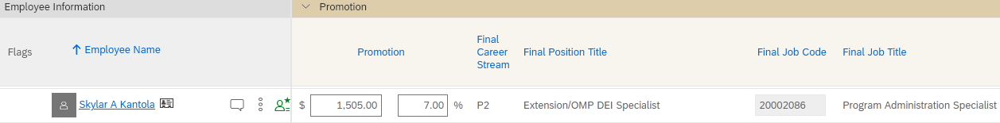 Employee Information
Promotion
Flags
Employee Name
Promotion
Final
Career
Stream
Final Position Title
Final Job Code
Final Job Title
Skylar A Kantola
$ 1,505.00 7.00 %
P2
Extension/OMP DEI Specialist
20002086
Program Administration Specialist